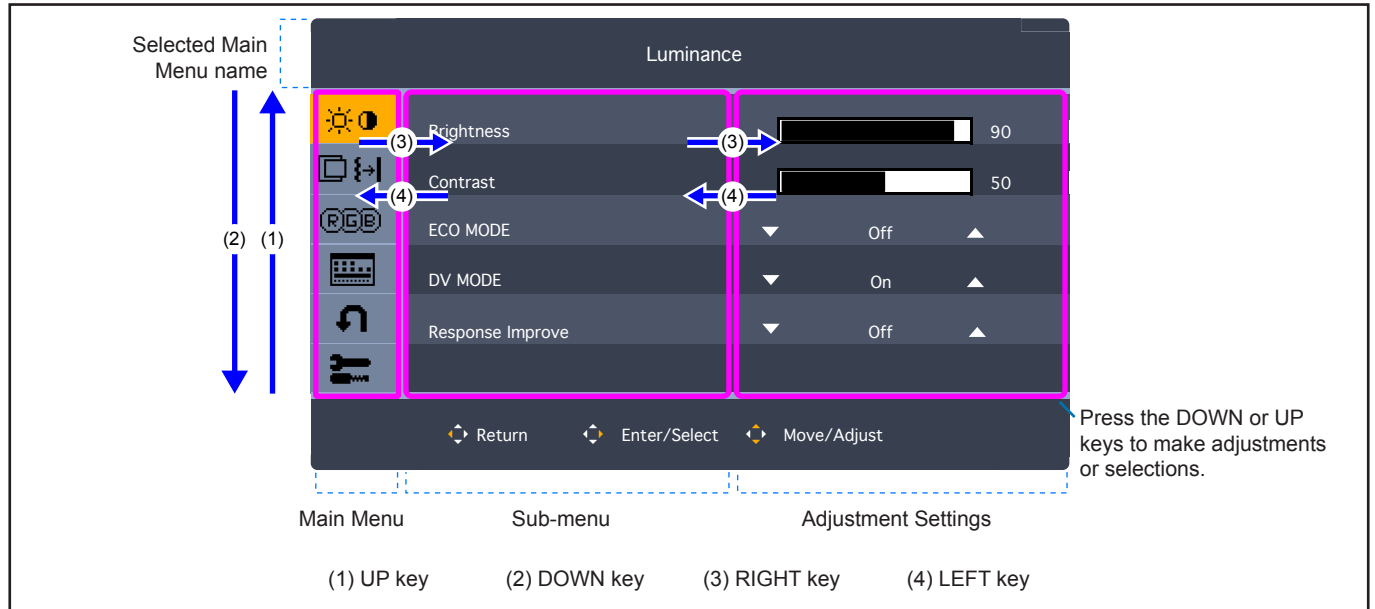 Selected Main
Menu name
Luminance
(2) (1)
(3) (3)
(4) (4)
Brightness 90
Contrast 50
RGB
ECO MODE Off
DV MODE On
Response Improve Off
Return Enter/Select Move/Adjust
Press the DOWN or UP
keys to make adjustments
or selections.
Main Menu Sub-menu Adjustment Settings
(1) UP key (2) DOWN key (3) RIGHT key (4) LEFT key